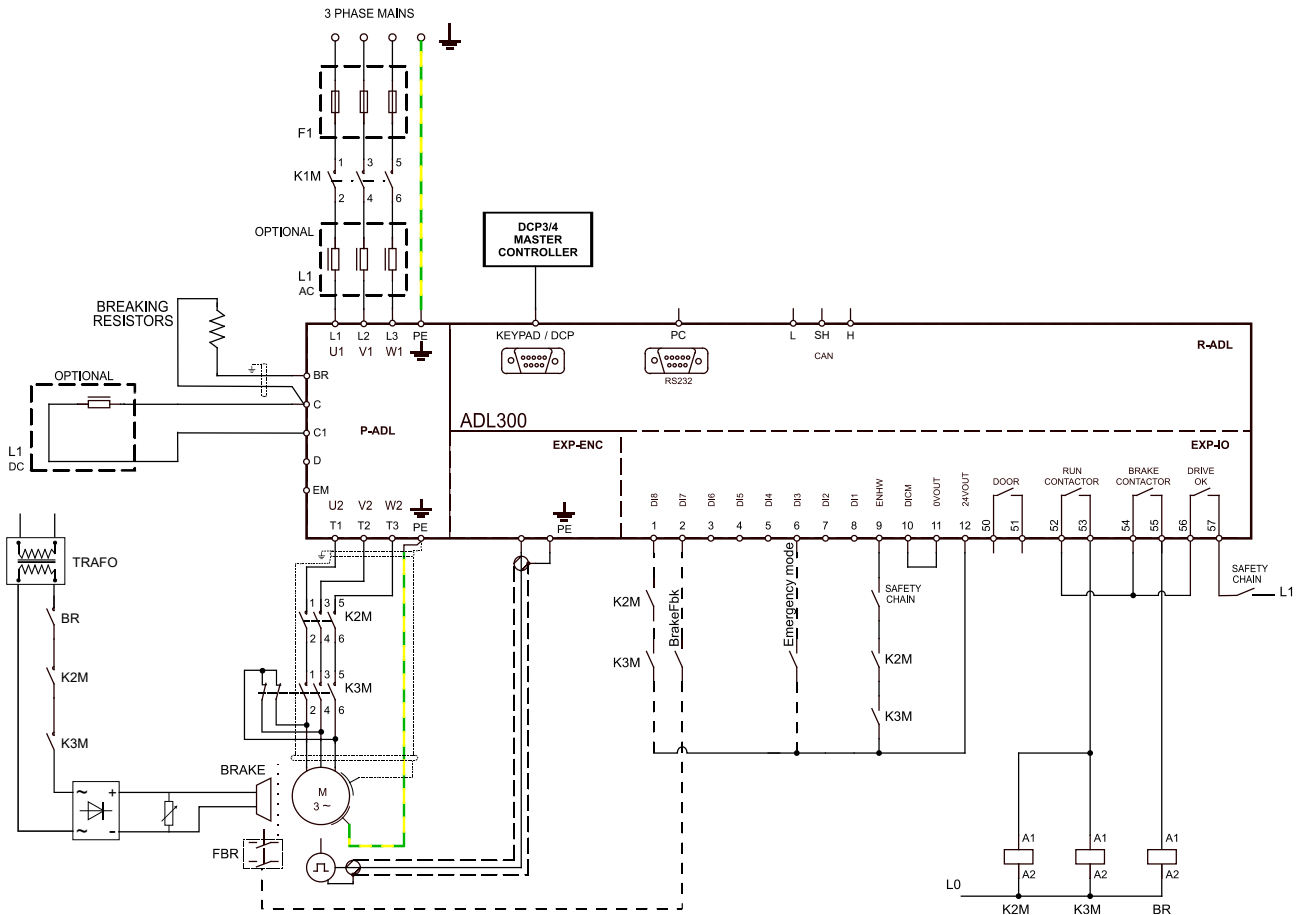 3 PHASE MAINS
F1
1 3 5
K1M
2 4 6
OPTIONAL
L1
AC
DCP3/4
MASTER
CONTROLLER
BREAKING
RESISTORS
L1 L2 L3 PE
U1 V1 W1
KEYPAD / DCP
PC
RS232
L SH H
CAN
R-ADL
OPTIONAL
L1
DC
BR
C
C1
D
EM
P-ADL
ADL300
EXP-ENC
EXP-IO
U2 V2 W2
T1 T2 T3 PE
PE
DI8 DI7 DI6 DI5 DI4 DI3 DI2 DI1 ENHW DICM 0VOUT 24VOUT
1 2 3 4 5 6 7 8 9 10 11 12
DOOR
50 51
RUN
CONTACTOR
52 53
BRAKE
CONTACTOR
54 55
DRIVE
OK
56 57
SAFETY
CHAIN
L1
TRAFO
BR
K2M
K3M
~ +
~ -
1 3 5
K2M
2 4 6
1 3 5
K3M
2 4 6
BRAKE
M
3 ~
FBR
K2M
K3M
BrakeFbk
Emergency mode
SAFETY
CHAIN
K2M
K3M
A1 A1 A1
A2 A2 A2
L0
K2M K3M BR